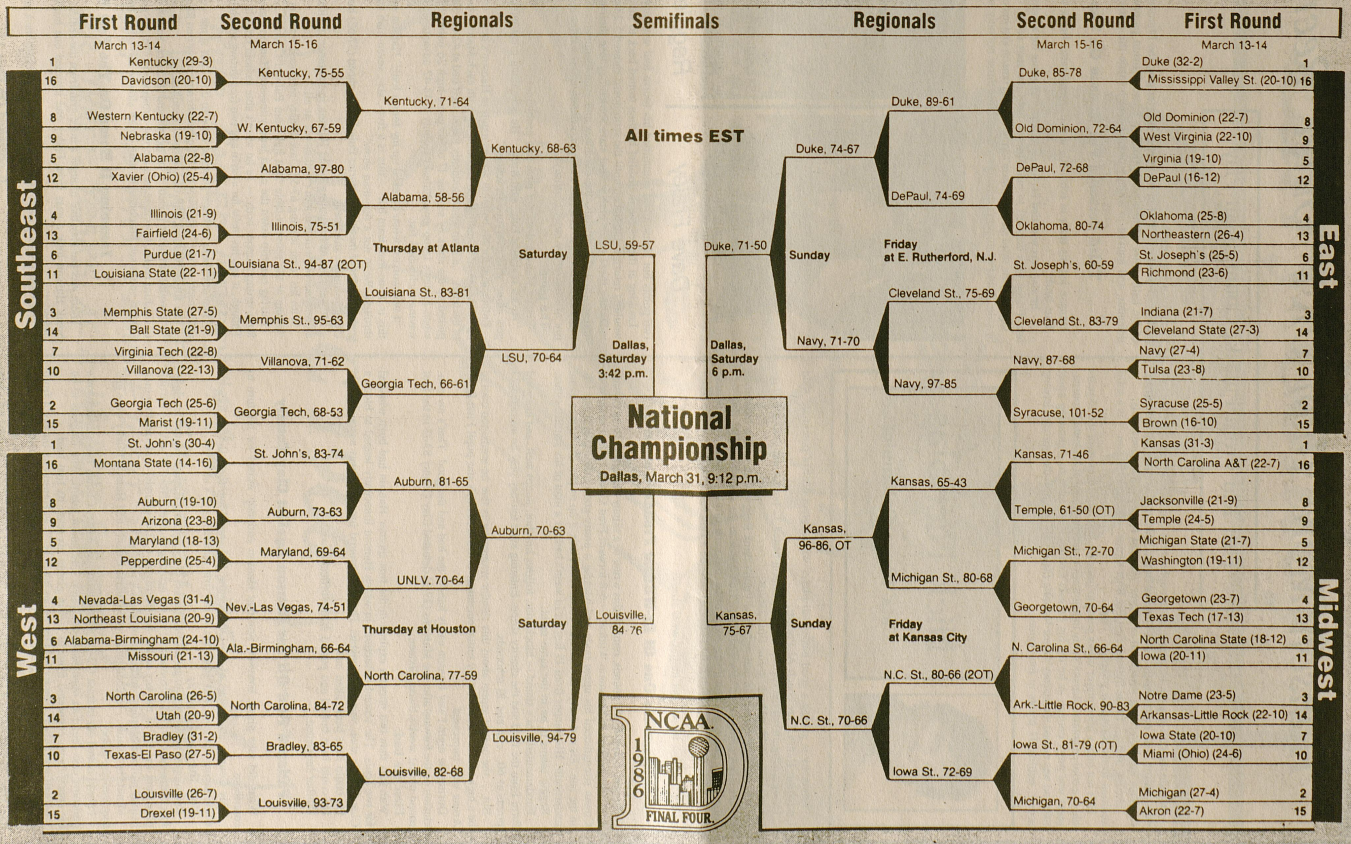 First Round Second Round Regionals Semifinals Regionals Second Round First Round
March 13-14 March 15-16 March 15-16 March 13-14
Southeast
1 Kentucky (29-3)
16 Davidson (20-10)
8 Western Kentucky (22-7)
9 Nebraska (19-10)
5 Alabama (22-8)
12 Xavier (Ohio) (25-4)
4 Illinois (21-9)
13 Fairfield (24-6)
6 Purdue (21-7)
11 Louisiana State (22-11)
3 Memphis State (27-5)
14 Ball State (21-9)
7 Virginia Tech (22-8)
10 Villanova (22-13)
2 Georgia Tech (25-6)
15 Marist (19-11)
Kentucky, 75-55
W. Kentucky, 67-59
Alabama, 97-80
Illinois, 75-51
Louisiana St., 94-87 (2OT)
Memphis St., 95-63
Villanova, 71-62
Georgia Tech, 68-53
Kentucky, 71-64
Alabama, 58-56
Thursday at Atlanta
Louisiana St., 83-81
Georgia Tech, 66-61
Kentucky, 68-63
Saturday
LSU, 70-64
LSU, 59-57
West
1 St. John's (30-4)
16 Montana State (14-16)
8 Auburn (19-10)
9 Arizona (23-8)
5 Maryland (18-13)
12 Pepperdine (25-4)
4 Nevada-Las Vegas (31-4)
13 Northeast Louisiana (20-9)
6 Alabama-Birmingham (24-10)
11 Missouri (21-13)
3 North Carolina (26-5)
14 Utah (20-9)
7 Bradley (31-2)
10 Texas-El Paso (27-5)
2 Louisville (26-7)
15 Drexel (19-11)
St. John's, 83-74
Auburn, 73-63
Maryland, 69-64
Nev.-Las Vegas, 74-51
Ala.-Birmingham, 66-64
North Carolina, 84-72
Bradley, 83-65
Louisville, 93-73
Auburn, 81-65
UNLV. 70-64
Thursday at Houston
North Carolina, 77-59
Louisville, 82-68
Auburn, 70-63
Saturday
Louisville, 94-79
Louisville,
84-76
All times EST
Dallas,
Saturday
3:42 p.m.
Dallas,
Saturday
6 p.m.
National
Championship
Dallas, March 31, 9:12 p.m.
NCAA.
1986
FINAL FOUR.
Duke, 71-50
Duke, 74-67
Sunday
Navy, 71-70
Duke, 89-61
DePaul, 74-69
Friday
at E. Rutherford, N.J.
Cleveland St., 75-69
Navy, 97-85
Duke, 85-78
Old Dominion, 72-64
DePaul, 72-68
Oklahoma, 80-74
St. Joseph's, 60-59
Cleveland St., 83-79
Navy, 87-68
Syracuse, 101-52
East
Duke (32-2) 1
Mississippi Valley St. (20-10) 16
Old Dominion (22-7) 8
West Virginia (22-10) 9
Virginia (19-10) 5
DePaul (16-12) 12
Oklahoma (25-8) 4
Northeastern (26-4) 13
St. Joseph's (25-5) 6
Richmond (23-6) 11
Indiana (21-7) 3
Cleveland State (27-3) 14
Navy (27-4) 7
Tulsa (23-8) 10
Syracuse (25-5) 2
Brown (16-10) 15
Kansas,
75-67
Kansas,
96-86, OT
Sunday
N.C. St., 70-66
Kansas, 65-43
Michigan St., 80-68
Friday
at Kansas City
N.C. St., 80-66 (2OT)
Iowa St., 72-69
Kansas, 71-46
Temple, 61-50 (OT)
Michigan St., 72-70
Georgetown, 70-64
N. Carolina St., 66-64
Ark.-Little Rock, 90-83
Iowa St., 81-79 (OT)
Michigan, 70-64
Midwest
Kansas (31-3) 1
North Carolina A&T (22-7) 16
Jacksonville (21-9) 8
Temple (24-5) 9
Michigan State (21-7) 5
Washington (19-11) 12
Georgetown (23-7) 4
Texas Tech (17-13) 13
North Carolina State (18-12) 6
Iowa (20-11) 11
Notre Dame (23-5) 3
Arkansas-Little Rock (22-10) 14
Iowa State (20-10) 7
Miami (Ohio) (24-6) 10
Michigan (27-4) 2
Akron (22-7) 15